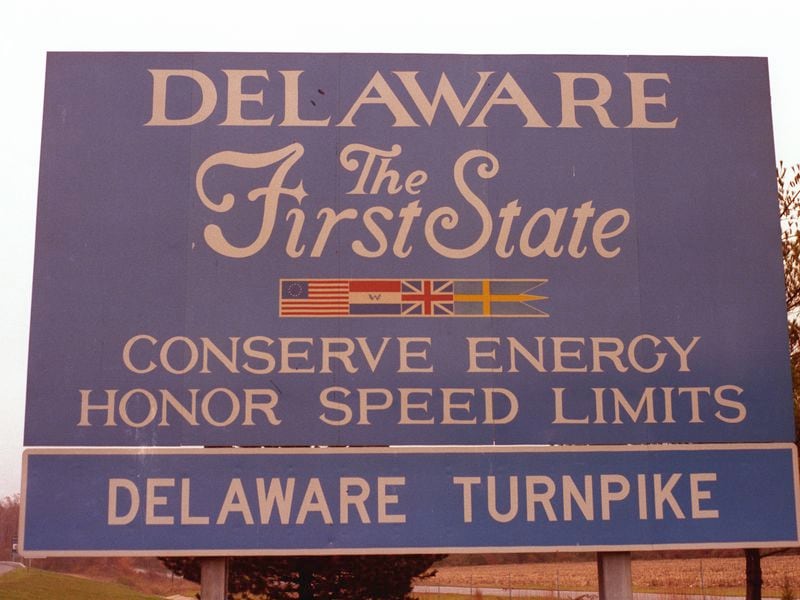 DELAWARE
The
First State
W
CONSERVE ENERGY
HONOR SPEED LIMITS
DELAWARE TURNPIKE